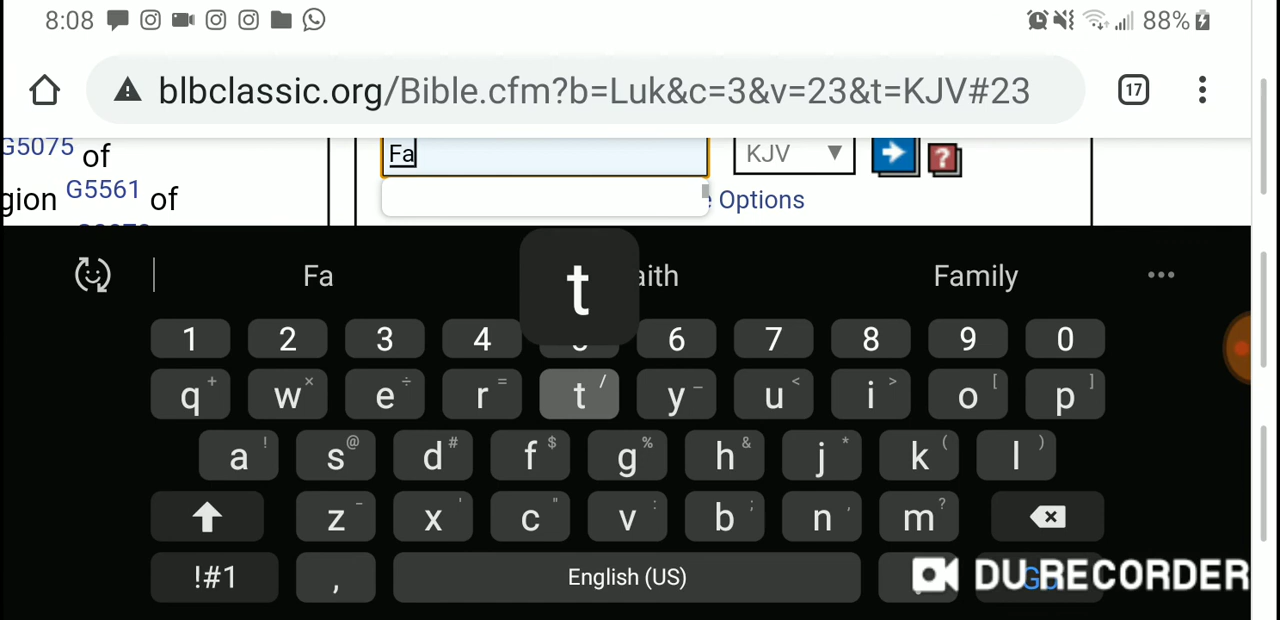 8:08 88%
blbclassic.org/Bible.cfm?b=Luk&c=3&v=23&t=KJV#23 17
G5075 of Fa KJV ?
gion G5561 of Options
Fa t aith Family
1 2 3 4 6 7 8 9 0
q + w × e ÷ r = t / y _ u < i > o [ p ]
a ! s @ d # f $ g % h & j * k ( l )
z - x ' c " v : b ; n , m ?
!#1 , English (US) DU RECORDER